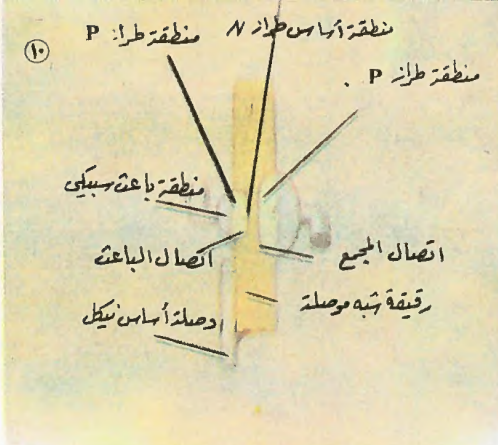 منطقة أساس طراز N
منطقة طراز P
١٠
منطقة طراز P
منطقة باعث سبيكي
اتصال المجمع
اتصال الباعث
رقيقة شبه موصلة
وصلة أساس نيكل